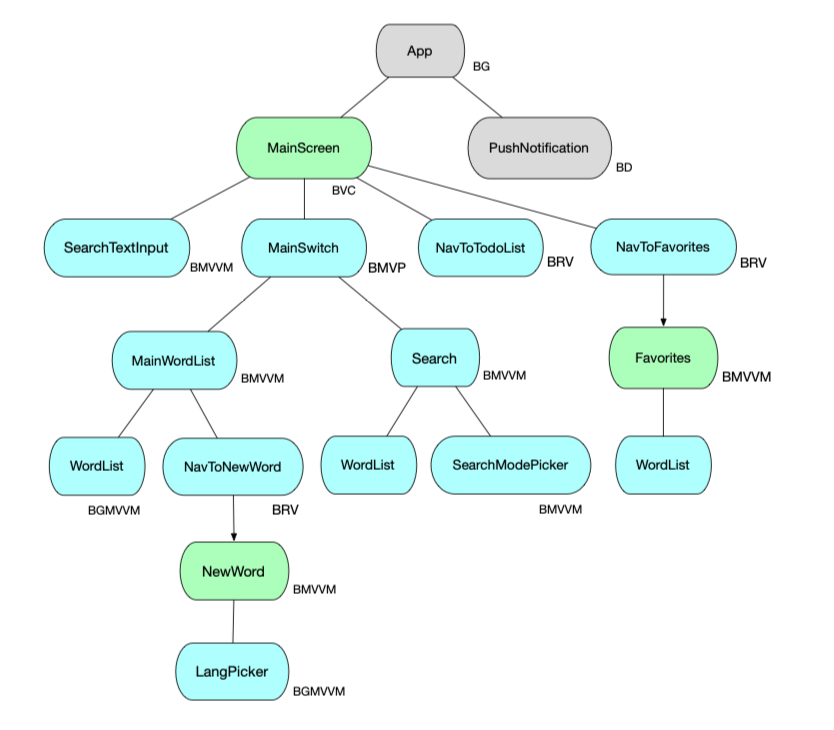 App
BG
MainScreen
BVC
PushNotification
BD
SearchTextInput
BMVVM
MainSwitch
BMVP
NavToTodoList
BRV
NavToFavorites
BRV
MainWordList
BMVVM
Search
BMVVM
Favorites
BMVVM
WordList
BGMVVM
NavToNewWord
BRV
WordList
SearchModePicker
BMVVM
WordList
NewWord
BMVVM
LangPicker
BGMVVM